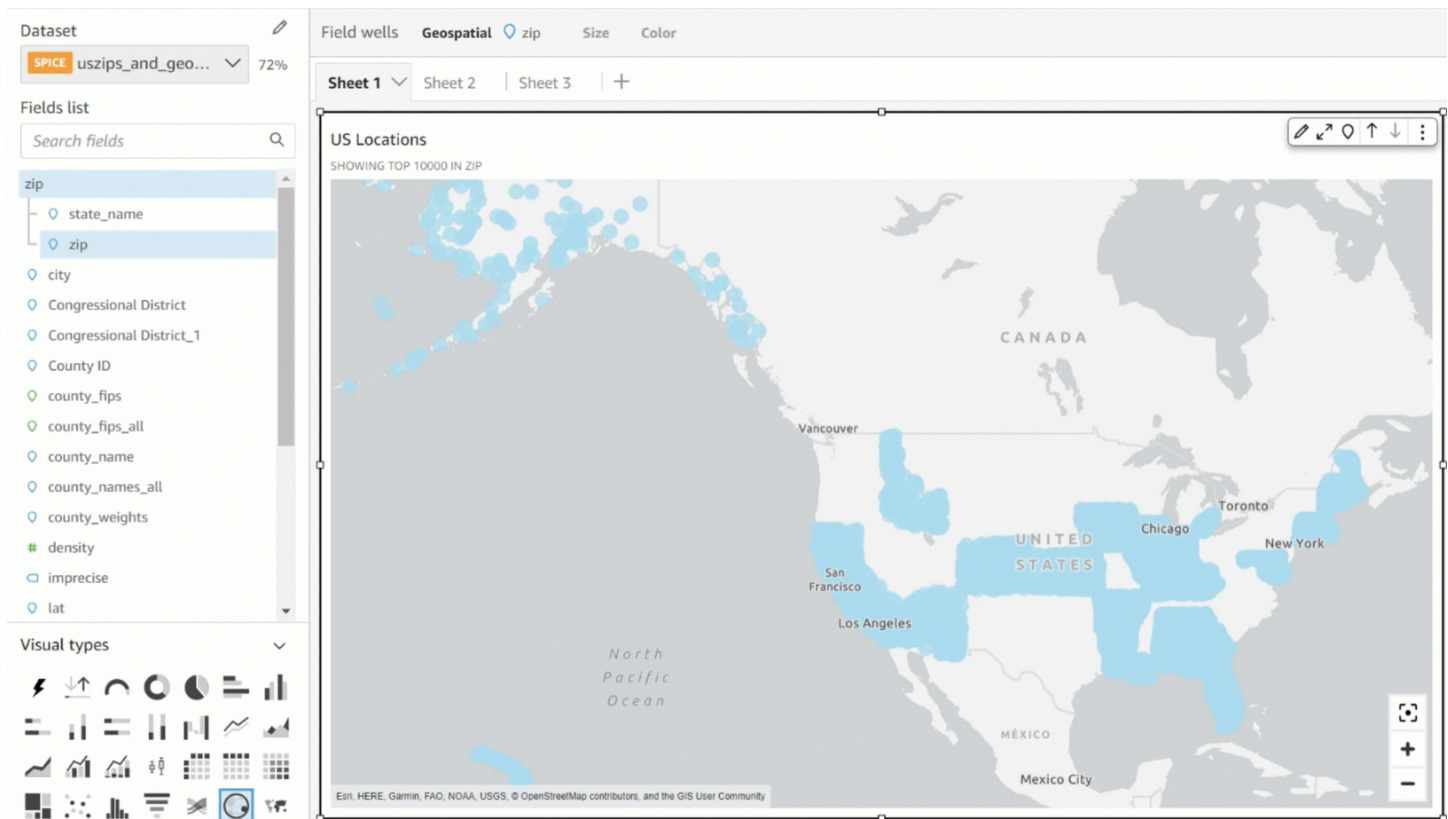 Dataset
SPICE uszips_and_geo... 72%
Fields list
Search fields
zip
state_name
zip
city
Congressional District
Congressional District_1
County ID
county_fips
county_fips_all
county_name
county_names_all
county_weights
density
imprecise
lat
Visual types
Field wells Geospatial zip Size Color
Sheet 1 Sheet 2 Sheet 3
US Locations
SHOWING TOP 10000 IN ZIP
CANADA
Vancouver
Toronto
Chicago
New York
UNITED
STATES
San
Francisco
Los Angeles
North
Pacific
Ocean
MÉXICO
Mexico City
Esri, HERE, Garmin, FAO, NOAA, USGS, © OpenStreetMap contributors, and the GIS User Community